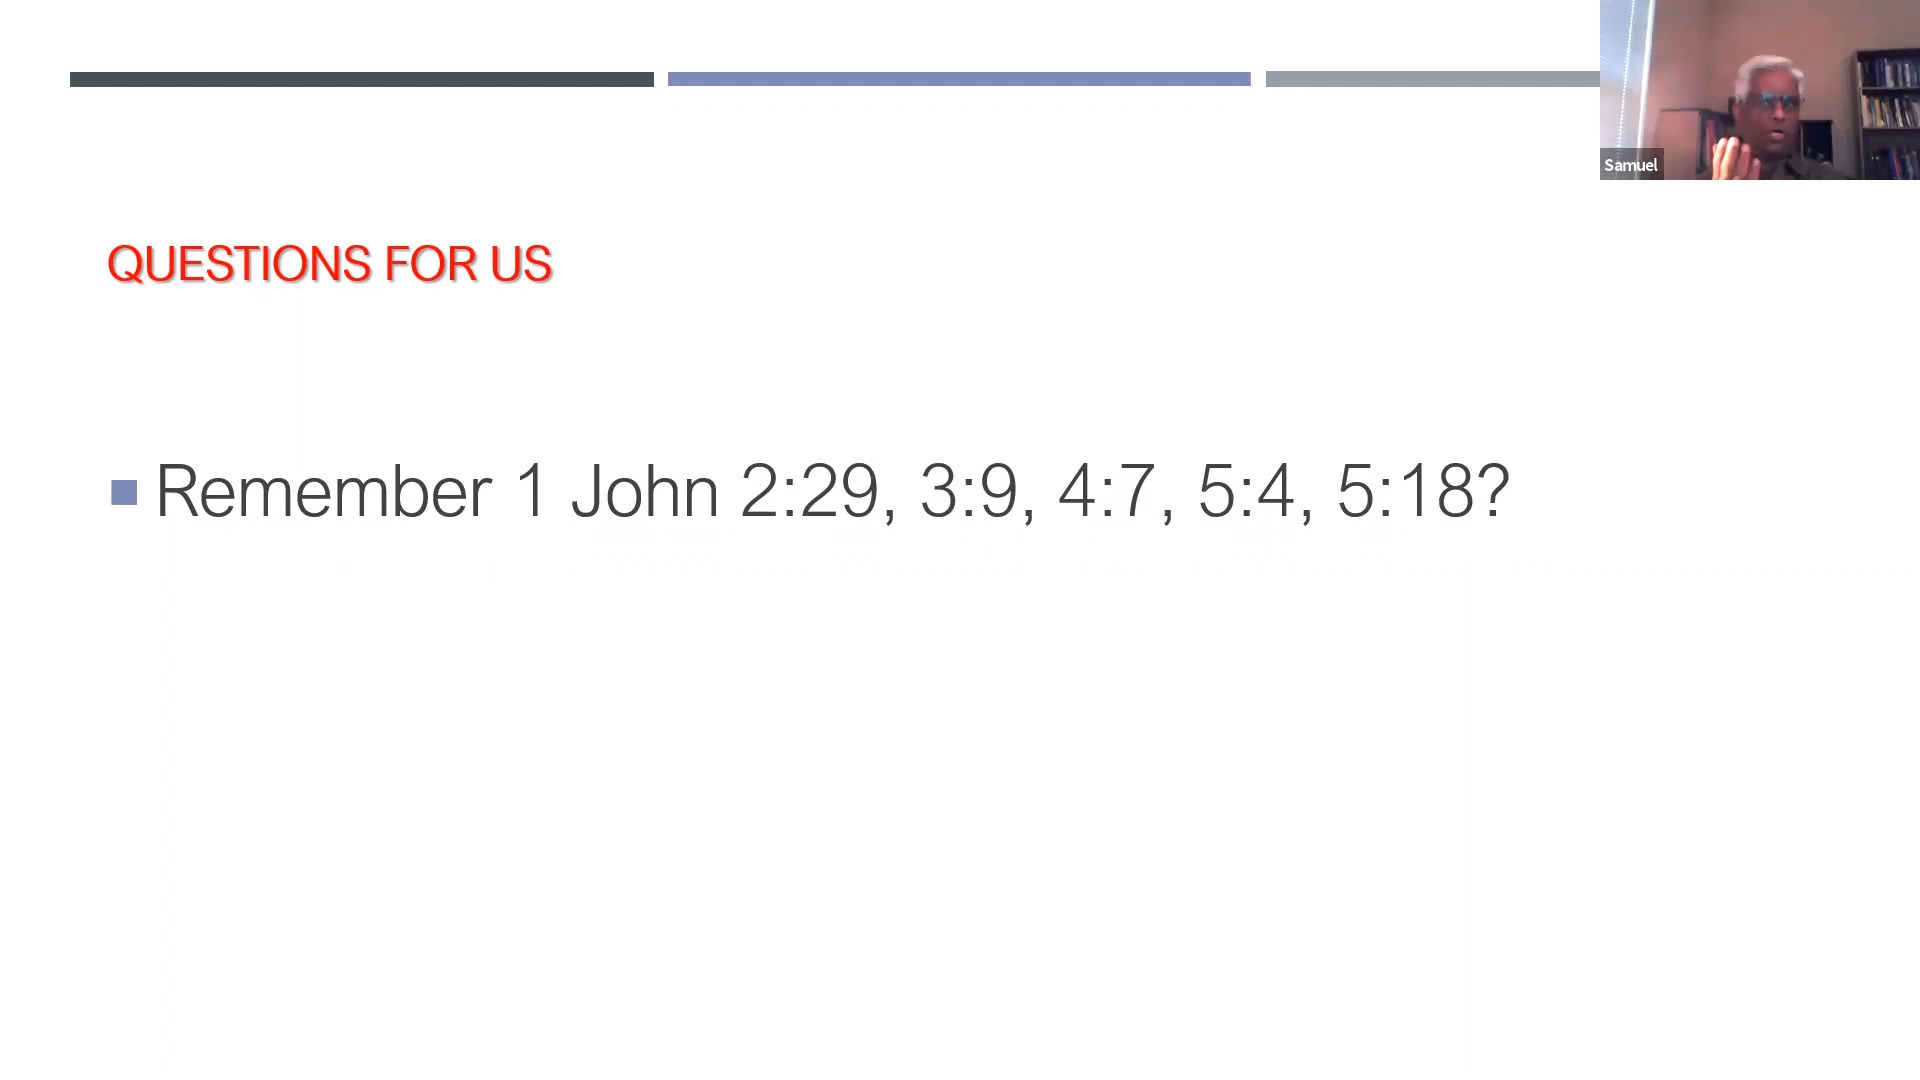 Samuel
QUESTIONS FOR US
Remember 1 John 2:29, 3:9, 4:7, 5:4, 5:18?